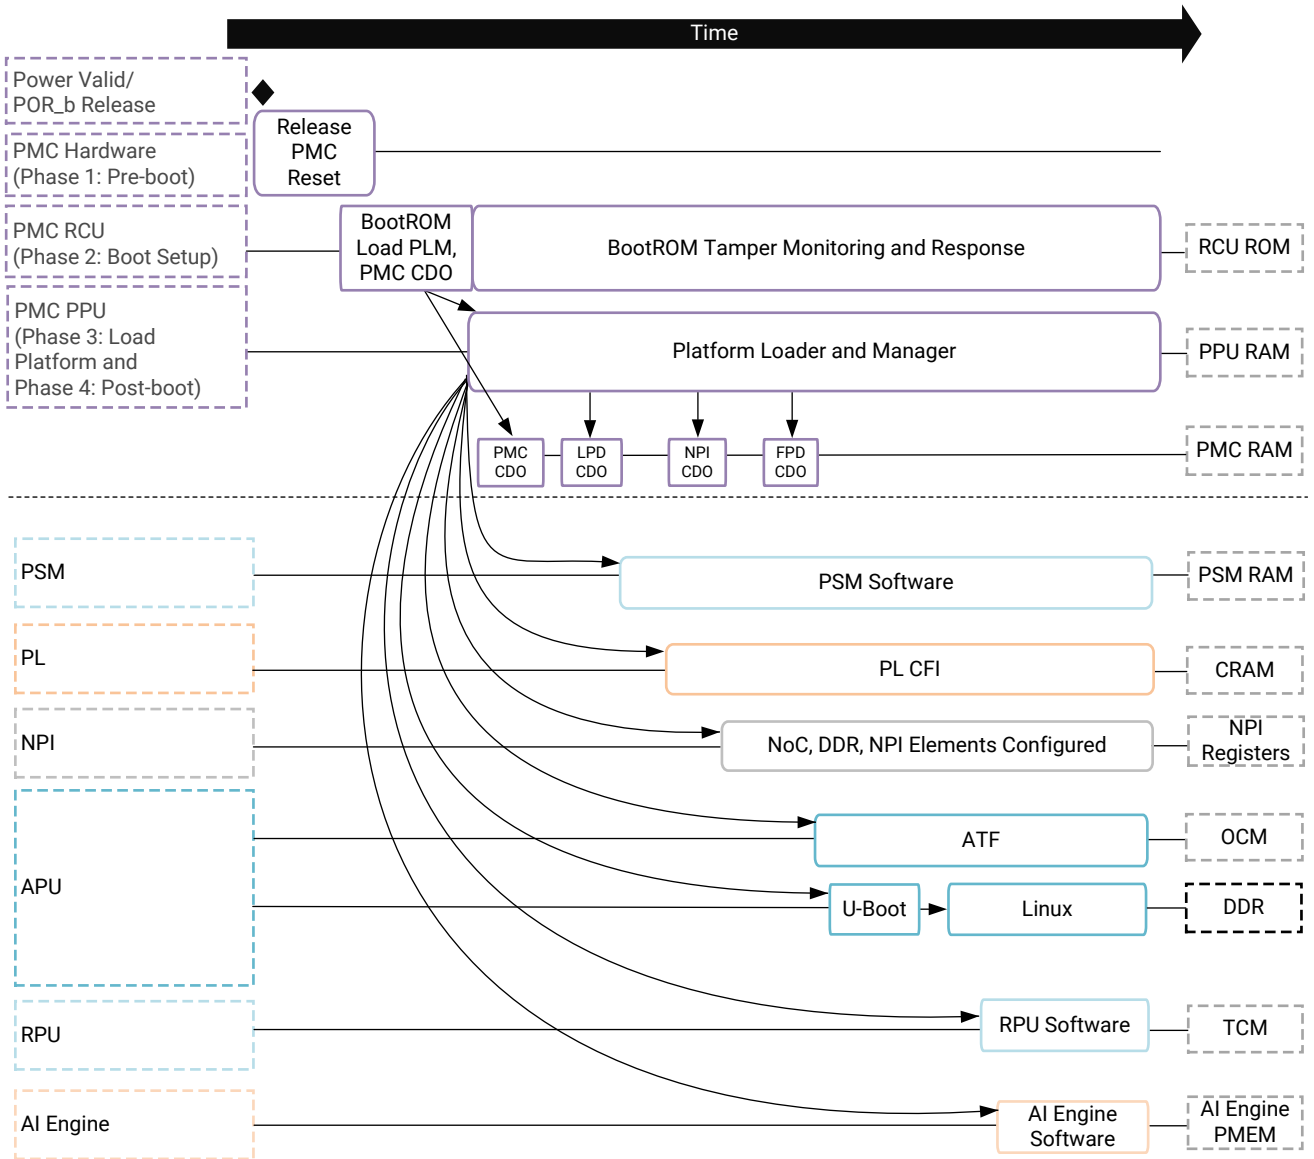 Time
Power Valid/
POR_b Release
PMC Hardware
(Phase 1: Pre-boot)
Release
PMC
Reset
PMC RCU
(Phase 2: Boot Setup)
BootROM
Load PLM,
PMC CDO
BootROM Tamper Monitoring and Response
RCU ROM
PMC PPU
(Phase 3: Load
Platform and
Phase 4: Post-boot)
Platform Loader and Manager
PPU RAM
PMC
CDO
LPD
CDO
NPI
CDO
FPD
CDO
PMC RAM
PSM
PSM Software
PSM RAM
PL
PL CFI
CRAM
NPI
NoC, DDR, NPI Elements Configured
NPI
Registers
APU
ATF
OCM
U-Boot
Linux
DDR
RPU
RPU Software
TCM
AI Engine
AI Engine
Software
AI Engine
PMEM